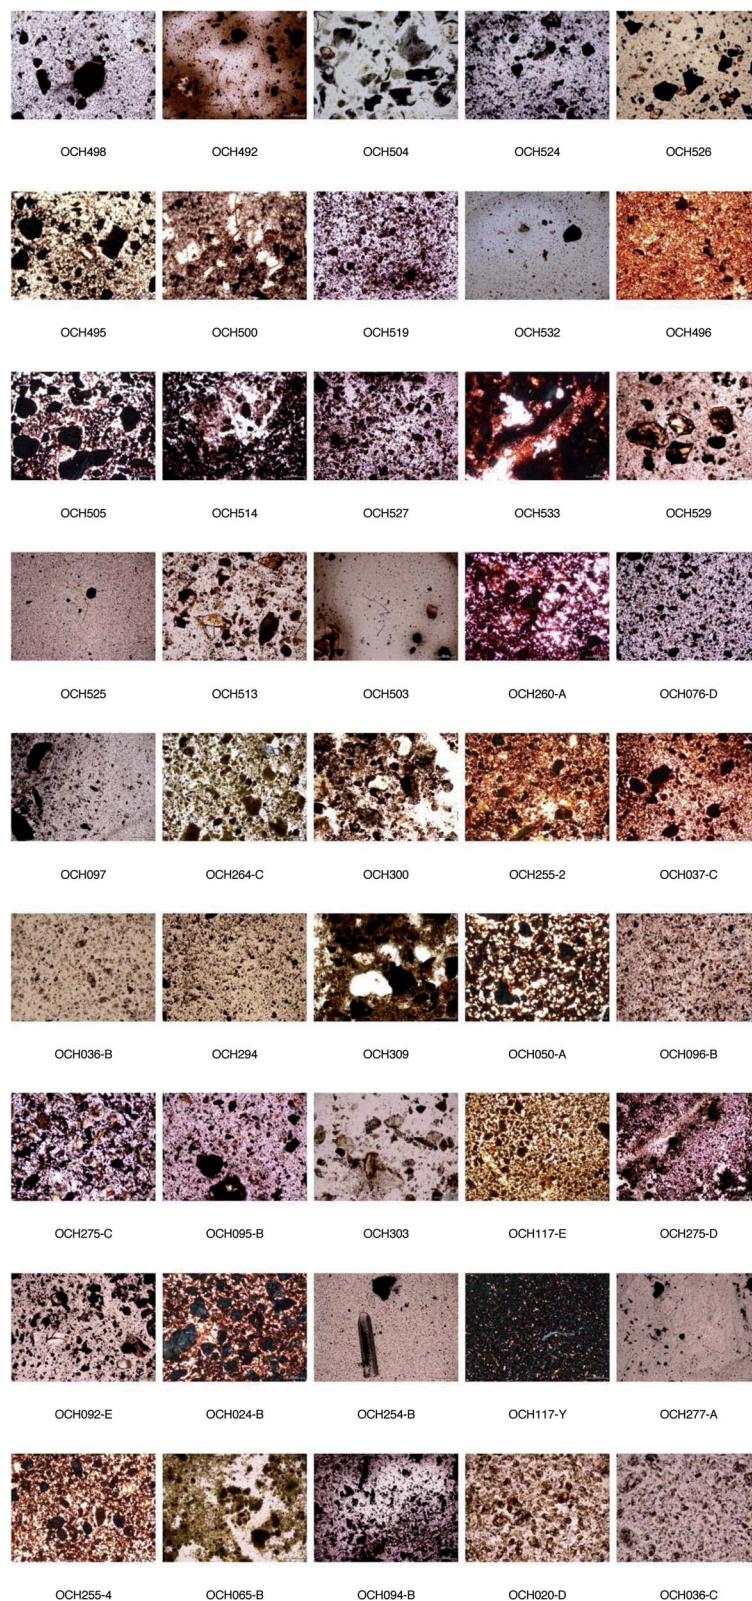 OCH498 OCH492 OCH504 OCH524 OCH526
OCH495 OCH500 OCH519 OCH532 OCH496
OCH505 OCH514 OCH527 OCH533 OCH529
OCH525 OCH513 OCH503 OCH260-A OCH076-D
OCH097 OCH264-C OCH300 OCH255-2 OCH037-C
OCH036-B OCH294 OCH309 OCH050-A OCH096-B
OCH275-C OCH095-B OCH303 OCH117-E OCH275-D
OCH092-E OCH024-B OCH254-B OCH117-Y OCH277-A
OCH255-4 OCH065-B OCH094-B OCH020-D OCH036-C